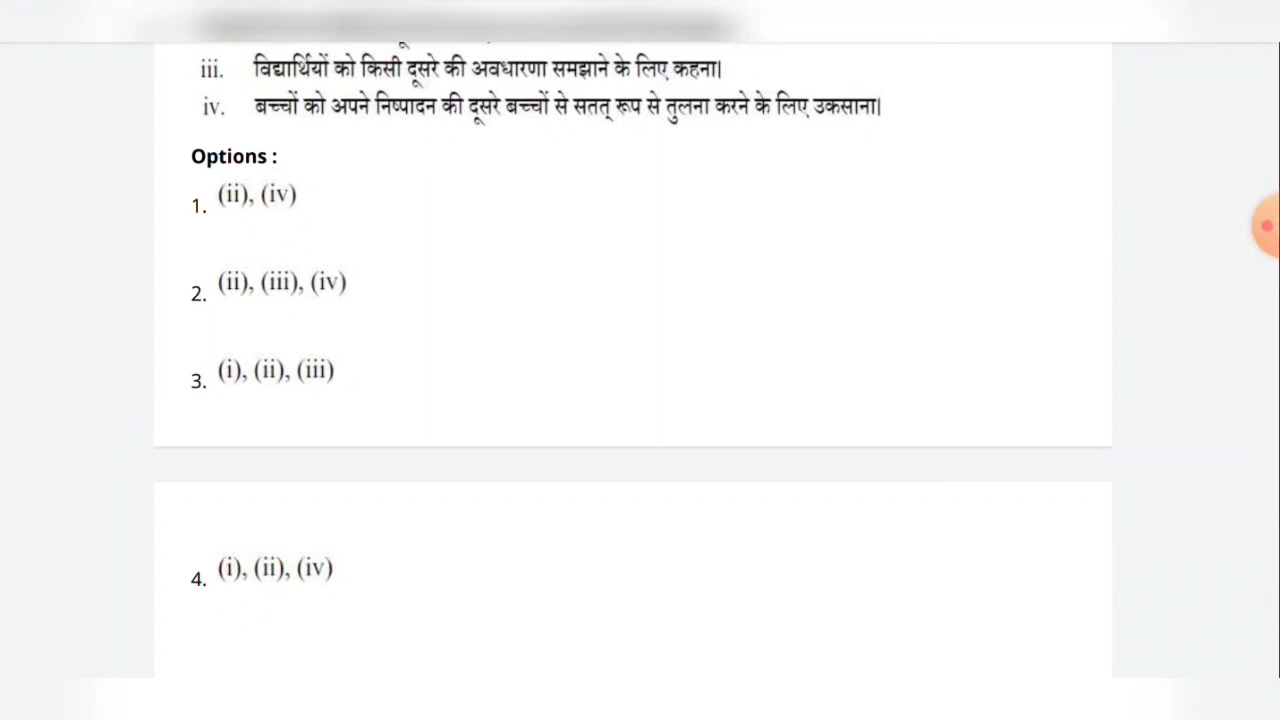 iii. विद्यार्थियों को किसी दूसरे की अवधारणा समझाने के लिए कहना।
iv. बच्चों को अपने निष्पादन की दूसरे बच्चों से सतत् रूप से तुलना करने के लिए उकसाना।
Options :
1. (ii), (iv)
2. (ii), (iii), (iv)
3. (i), (ii), (iii)
4. (i), (ii), (iv)